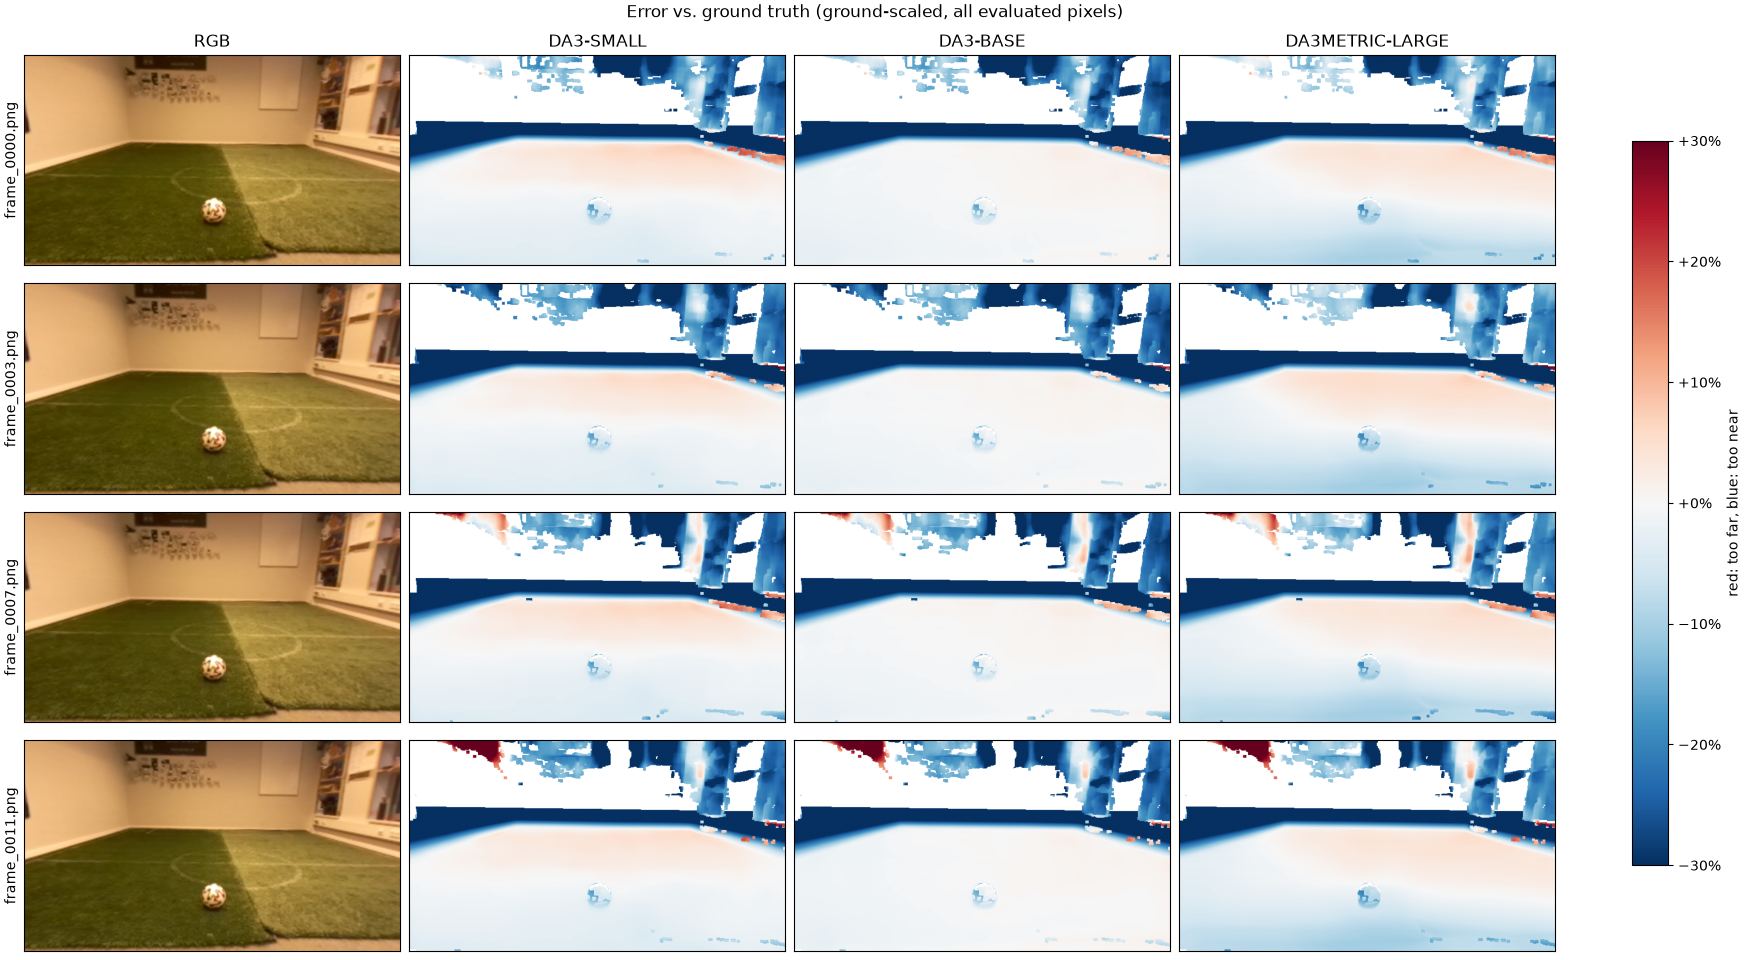 Error vs. ground truth (ground-scaled, all evaluated pixels)
RGB
DA3-SMALL
DA3-BASE
DA3METRIC-LARGE
frame_0000.png
frame_0003.png
frame_0007.png
frame_0011.png
+30%
+20%
+10%
+0%
−10%
−20%
−30%
red: too far, blue: too near